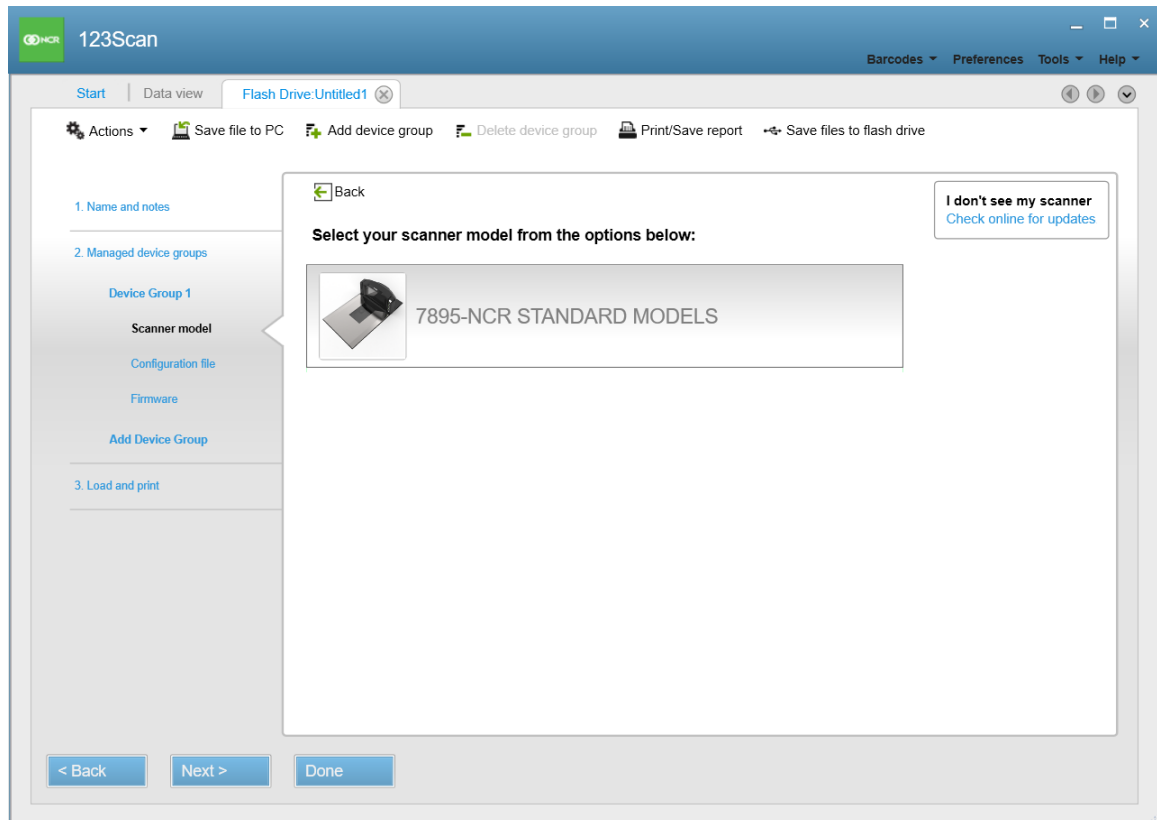 NCR 123Scan
Barcodes Preferences Tools Help
Start Data view Flash Drive:Untitled1
Actions Save file to PC Add device group Delete device group Print/Save report Save files to flash drive
1. Name and notes
2. Managed device groups
Device Group 1
Scanner model
Configuration file
Firmware
Add Device Group
3. Load and print
Back
Select your scanner model from the options below:
7895-NCR STANDARD MODELS
I don't see my scanner
Check online for updates
< Back Next > Done